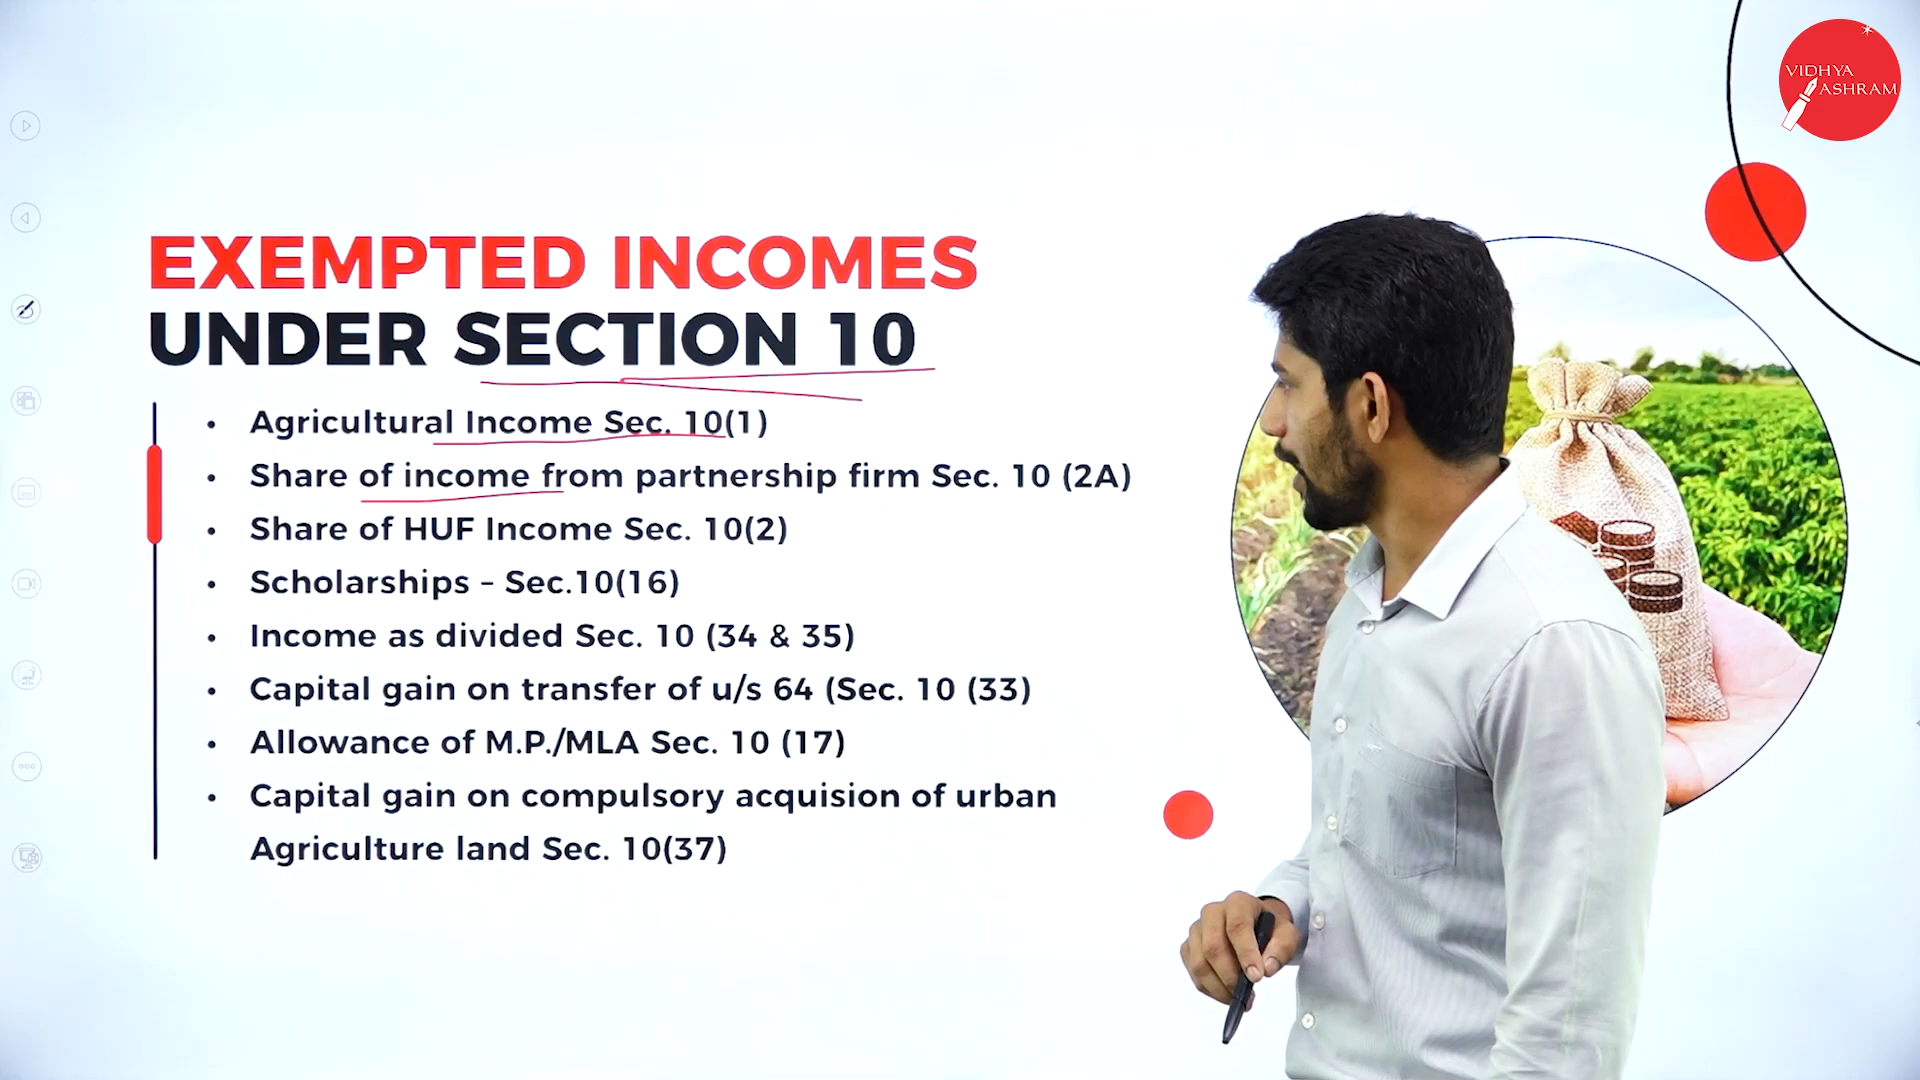 VIDHYA
ASHRAM
EXEMPTED INCOMES
UNDER SECTION 10
• Agricultural Income Sec. 10(1)
• Share of income from partnership firm Sec. 10 (2A)
• Share of HUF Income Sec. 10(2)
• Scholarships – Sec.10(16)
• Income as divided Sec. 10 (34 & 35)
• Capital gain on transfer of u/s 64 (Sec. 10 (33)
• Allowance of M.P./MLA Sec. 10 (17)
• Capital gain on compulsory acquision of urban
Agriculture land Sec. 10(37)